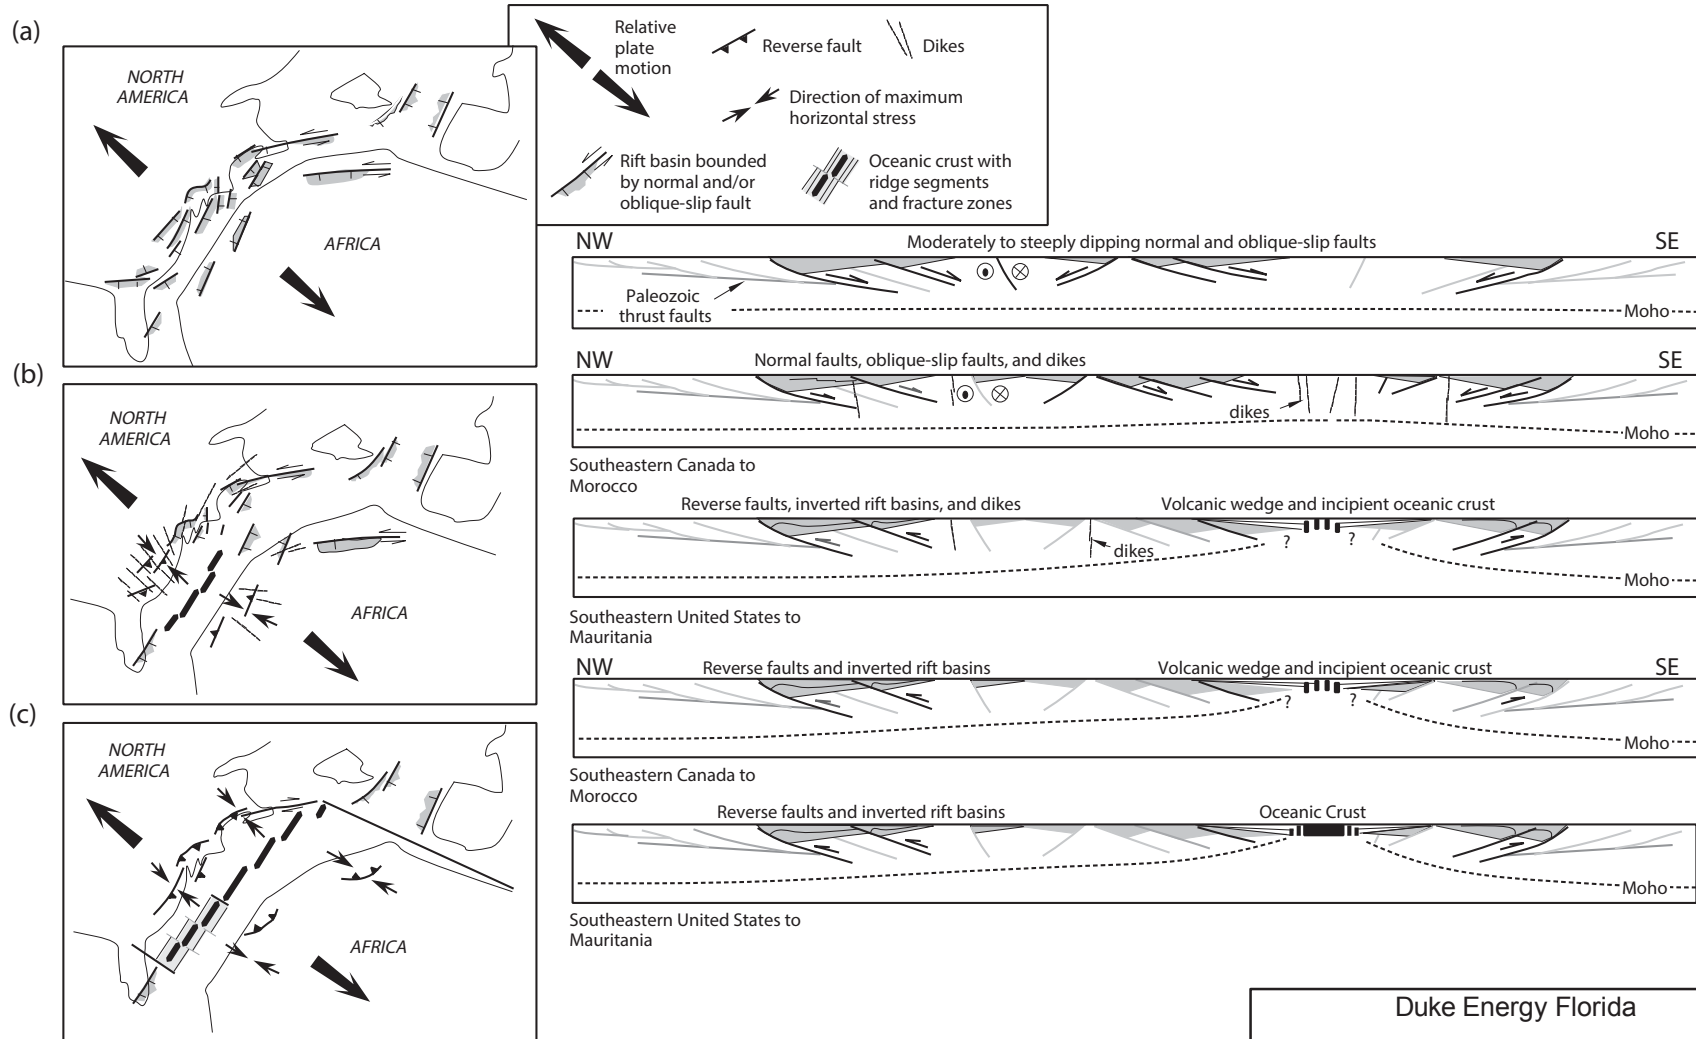 (a)
NORTH
AMERICA
AFRICA
Relative
plate
motion
Reverse fault
Dikes
Direction of maximum
horizontal stress
Rift basin bounded
by normal and/or
oblique-slip fault
Oceanic crust with
ridge segments
and fracture zones
NW
Moderately to steeply dipping normal and oblique-slip faults
SE
Paleozoic
thrust faults
Moho
(b)
NORTH
AMERICA
AFRICA
NW
Normal faults, oblique-slip faults, and dikes
SE
dikes
Moho
Southeastern Canada to
Morocco
Reverse faults, inverted rift basins, and dikes
Volcanic wedge and incipient oceanic crust
?
?
dikes
Moho
Southeastern United States to
Mauritania
(c)
NORTH
AMERICA
AFRICA
NW
Reverse faults and inverted rift basins
Volcanic wedge and incipient oceanic crust
SE
?
?
Moho
Southeastern Canada to
Morocco
Reverse faults and inverted rift basins
Oceanic Crust
Moho
Southeastern United States to
Mauritania
Duke Energy Florida